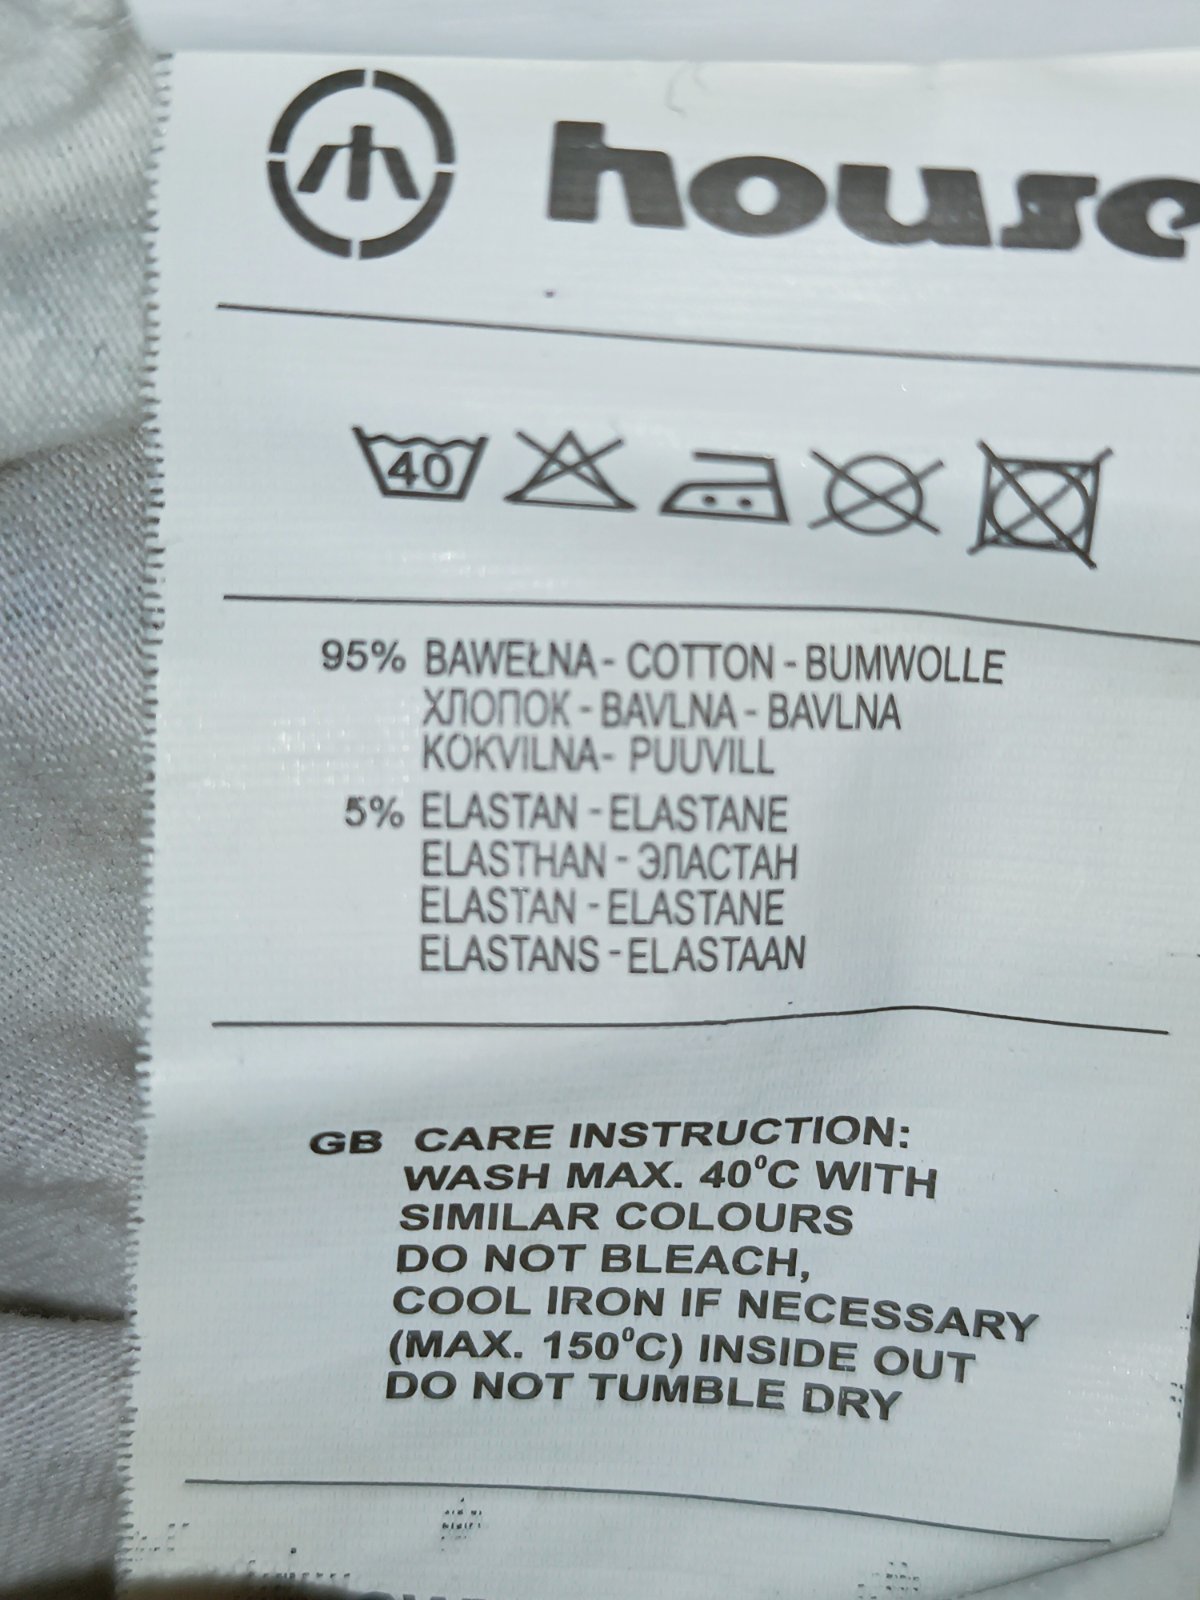 house
40
95% BAWEŁNA - COTTON - BUMWOLLE
ХЛОПОК - BAVLNA - BAVLNA
KOKVILNA - PUUVILL
5% ELASTAN - ELASTANE
ELASTHAN - ЭЛАСТАН
ELASTAN - ELASTANE
ELASTANS - ELASTAAN
GB CARE INSTRUCTION:
WASH MAX. 40°C WITH
SIMILAR COLOURS
DO NOT BLEACH,
COOL IRON IF NECESSARY
(MAX. 150°C) INSIDE OUT
DO NOT TUMBLE DRY